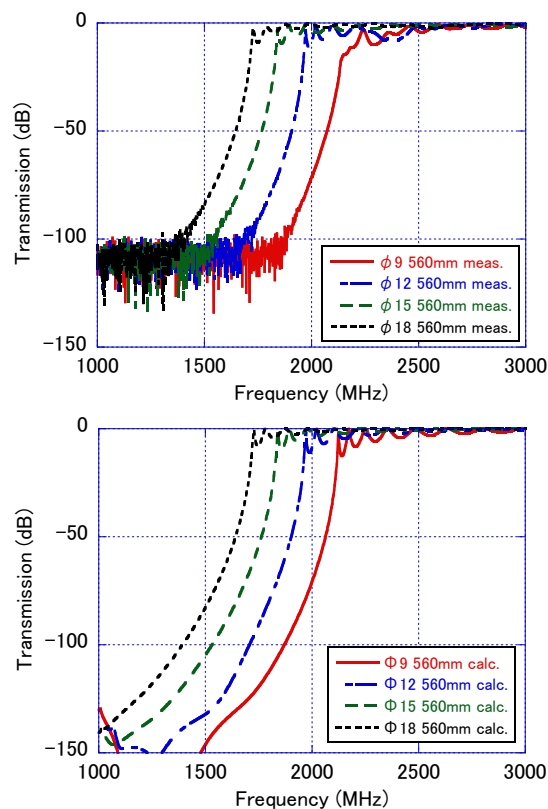 0
-50
-100
-150
Transmission (dB)
φ9 560mm meas.
φ12 560mm meas.
φ15 560mm meas.
φ18 560mm meas.
1000 1500 2000 2500 3000
Frequency (MHz)
0
-50
-100
-150
Transmission (dB)
Φ9 560mm calc.
Φ12 560mm calc.
Φ15 560mm calc.
Φ18 560mm calc.
1000 1500 2000 2500 3000
Frequency (MHz)